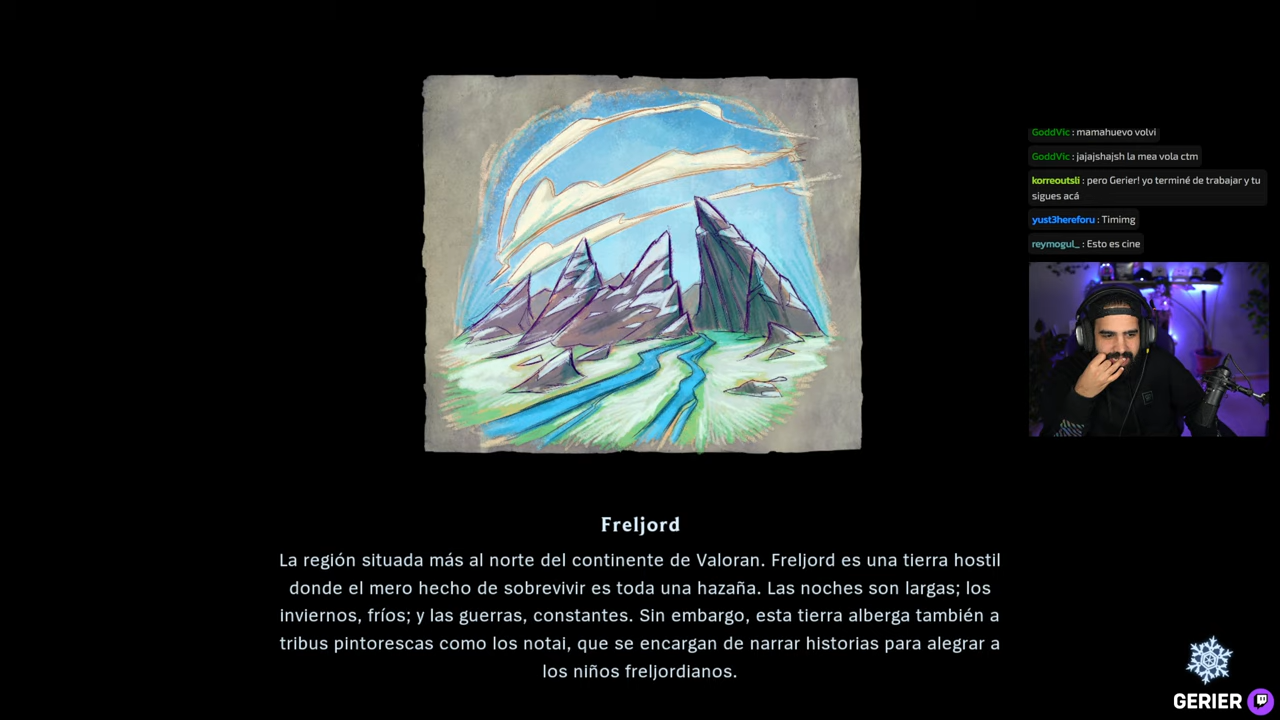 GoddVic : mamahuevo volvi
GoddVic : jajajshajsh la mea vola ctm
korreoutsli : pero Gerier! yo terminé de trabajar y tu
sigues acá
yust3hereforu : Timimg
reymogul_ : Esto es cine
Freljord
La región situada más al norte del continente de Valoran. Freljord es una tierra hostil
donde el mero hecho de sobrevivir es toda una hazaña. Las noches son largas; los
inviernos, fríos; y las guerras, constantes. Sin embargo, esta tierra alberga también a
tribus pintorescas como los notai, que se encargan de narrar historias para alegrar a
los niños freljordianos.
GERIER